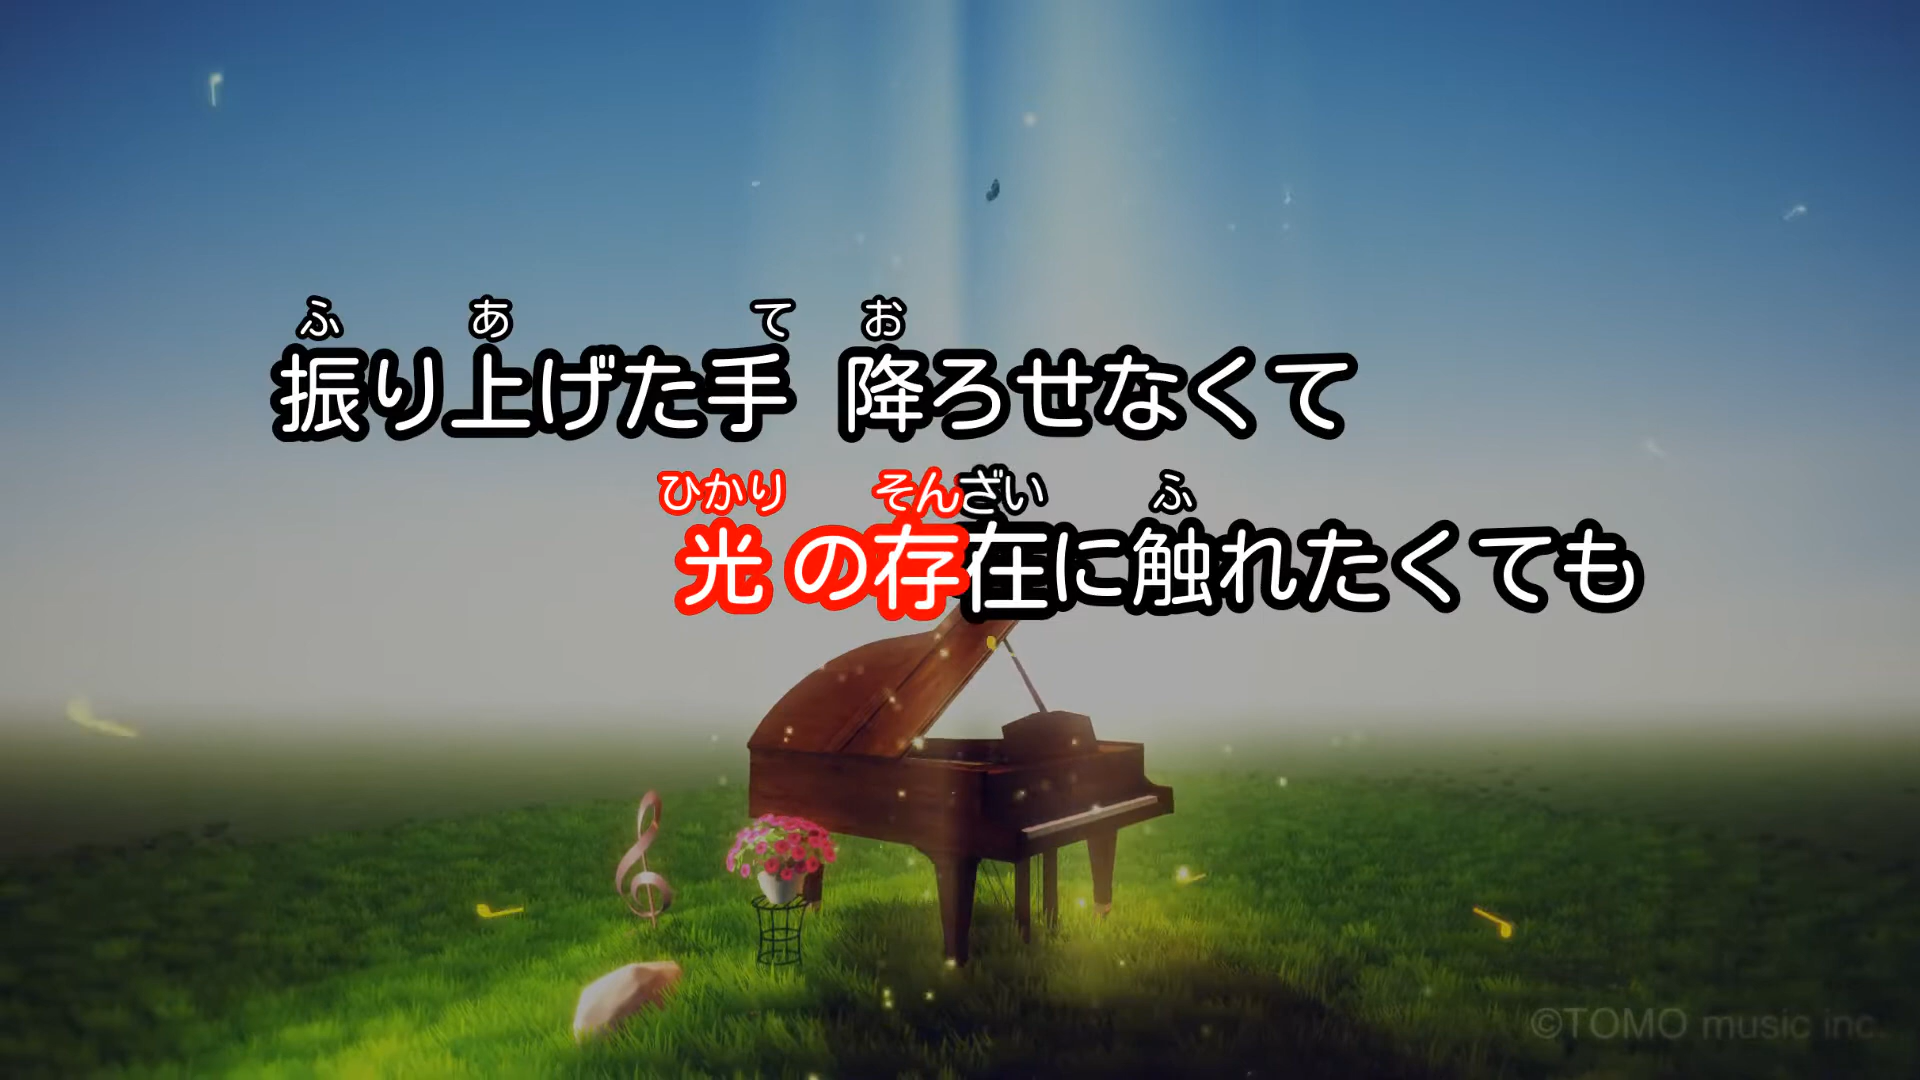 ふ あ て お
振り上げた手 降ろせなくて
ひかり そんざい ふ
光の存在に触れたくても
©TOMO music inc.